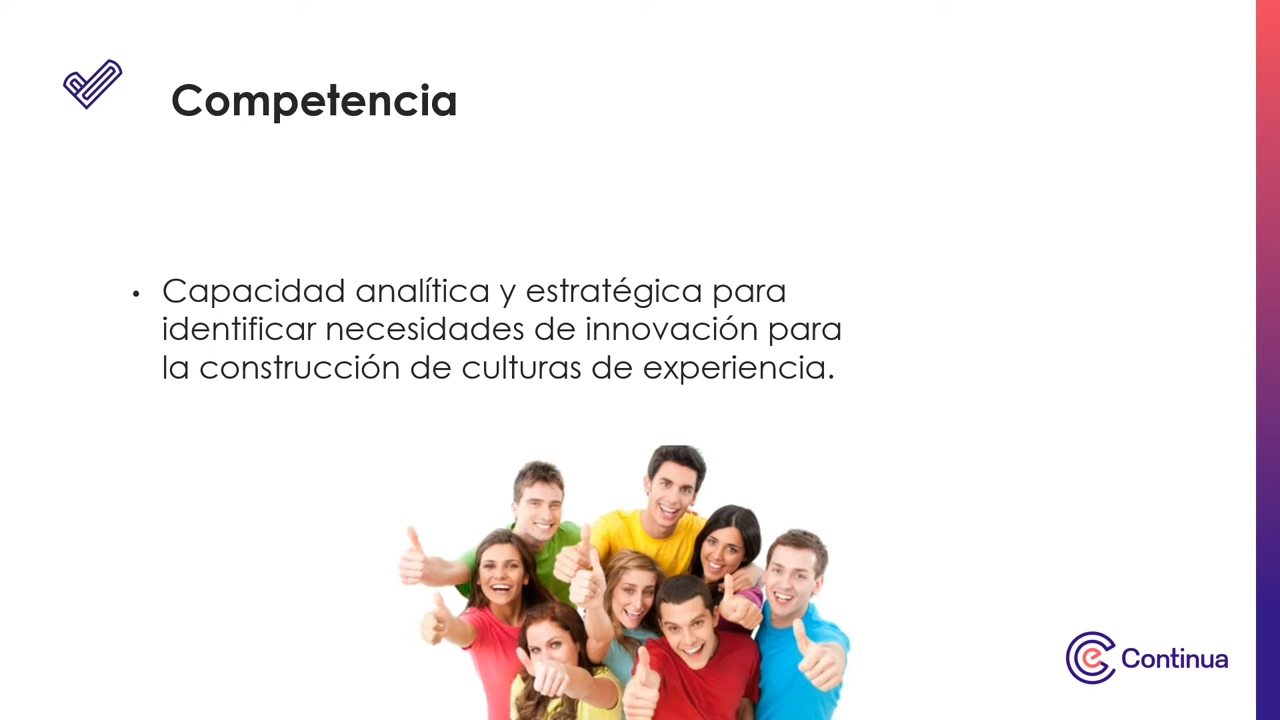 Competencia
• Capacidad analítica y estratégica para
identificar necesidades de innovación para
la construcción de culturas de experiencia.
Continua